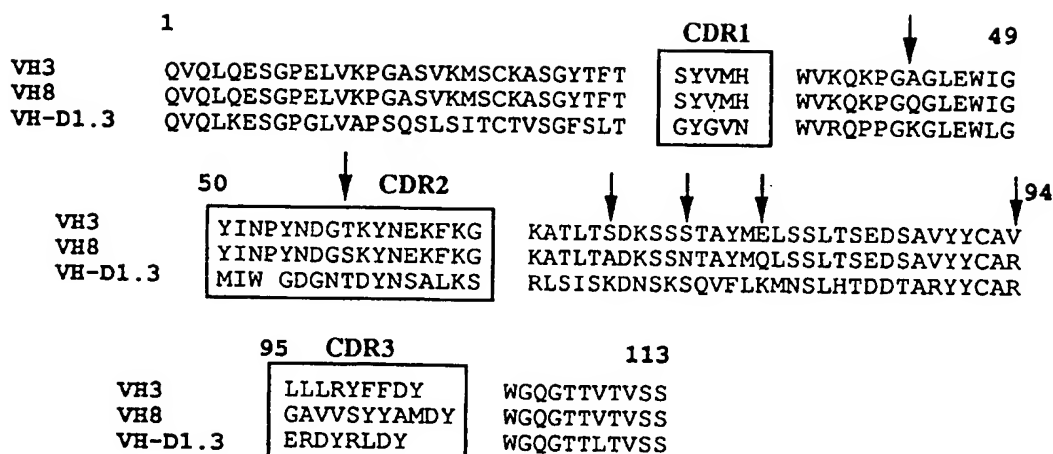 1 CDR1 49
VH3 QVQLQESGPELVKPGASVKMSCKASGYTFT SYVMH WVKQKPGAGLEWIG
VH8 QVQLQESGPELVKPGASVKMSCKASGYTFT SYVMH WVKQKPGQGLEWIG
VH-D1.3 QVQLKESGPGLVAPSQSLSITCTVSGFSLT GYGVN WVRQPPGKGLEWLG
50 CDR2 94
VH3 YINPYNDGTKYNEKFKG KATLTSDKSSSTAYMELSSLTSEDSAVYYCAV
VH8 YINPYNDGSKYNEKFKG KATLTADKSSNTAYMQLSSLTSEDSAVYYCAR
VH-D1.3 MIW GDGNTDYNSALKS RLSISKDNSKSQVFLKMNSLHTDDTARYYCAR
95 CDR3 113
VH3 LLLRYFFDY WGQGTTVTVSS
VH8 GAVVSYYAMDY WGQGTTVTVSS
VH-D1.3 ERDYRLDY WGQGTTLTVSS